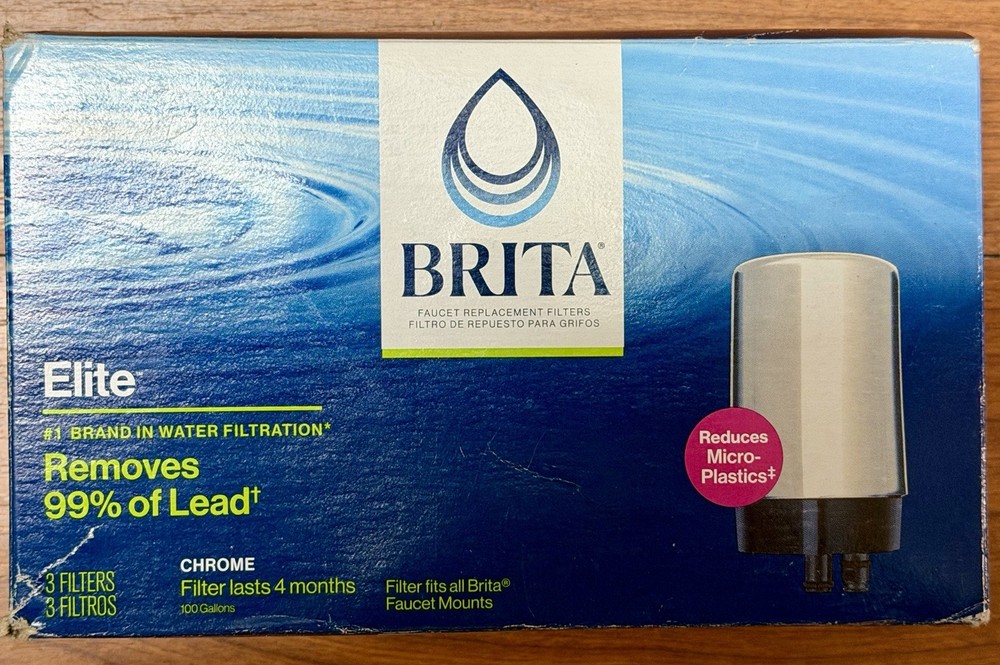 BRITA®
FAUCET REPLACEMENT FILTERS
FILTRO DE REPUESTO PARA GRIFOS
Elite™
#1 BRAND IN WATER FILTRATION*
Removes
99% of Lead†
Reduces
Micro-
Plastics‡
3 FILTERS
3 FILTROS
CHROME
Filter lasts 4 months
100 Gallons
Filter fits all Brita®
Faucet Mounts